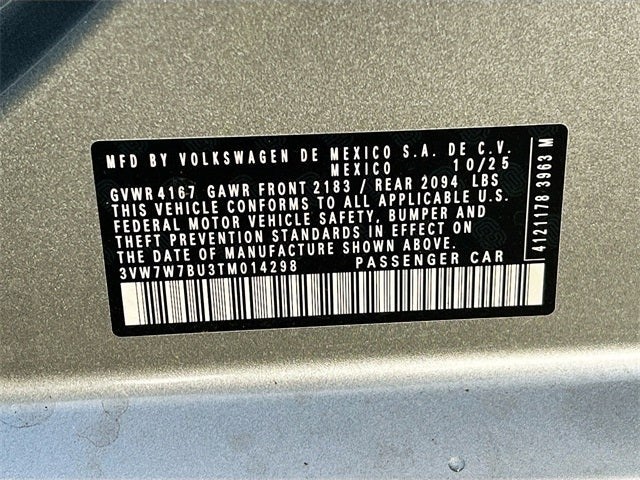 MFD BY VOLKSWAGEN DE MEXICO S.A. DE C.V.
MEXICO 10/25
GVWR 4167 GAWR FRONT 2183 / REAR 2094 LBS
THIS VEHICLE CONFORMS TO ALL APPLICABLE U.S.
FEDERAL MOTOR VEHICLE SAFETY, BUMPER AND
THEFT PREVENTION STANDARDS IN EFFECT ON
THE DATE OF MANUFACTURE SHOWN ABOVE.
3VW7W7BU3TM014298 PASSENGER CAR
4121178 3963 M